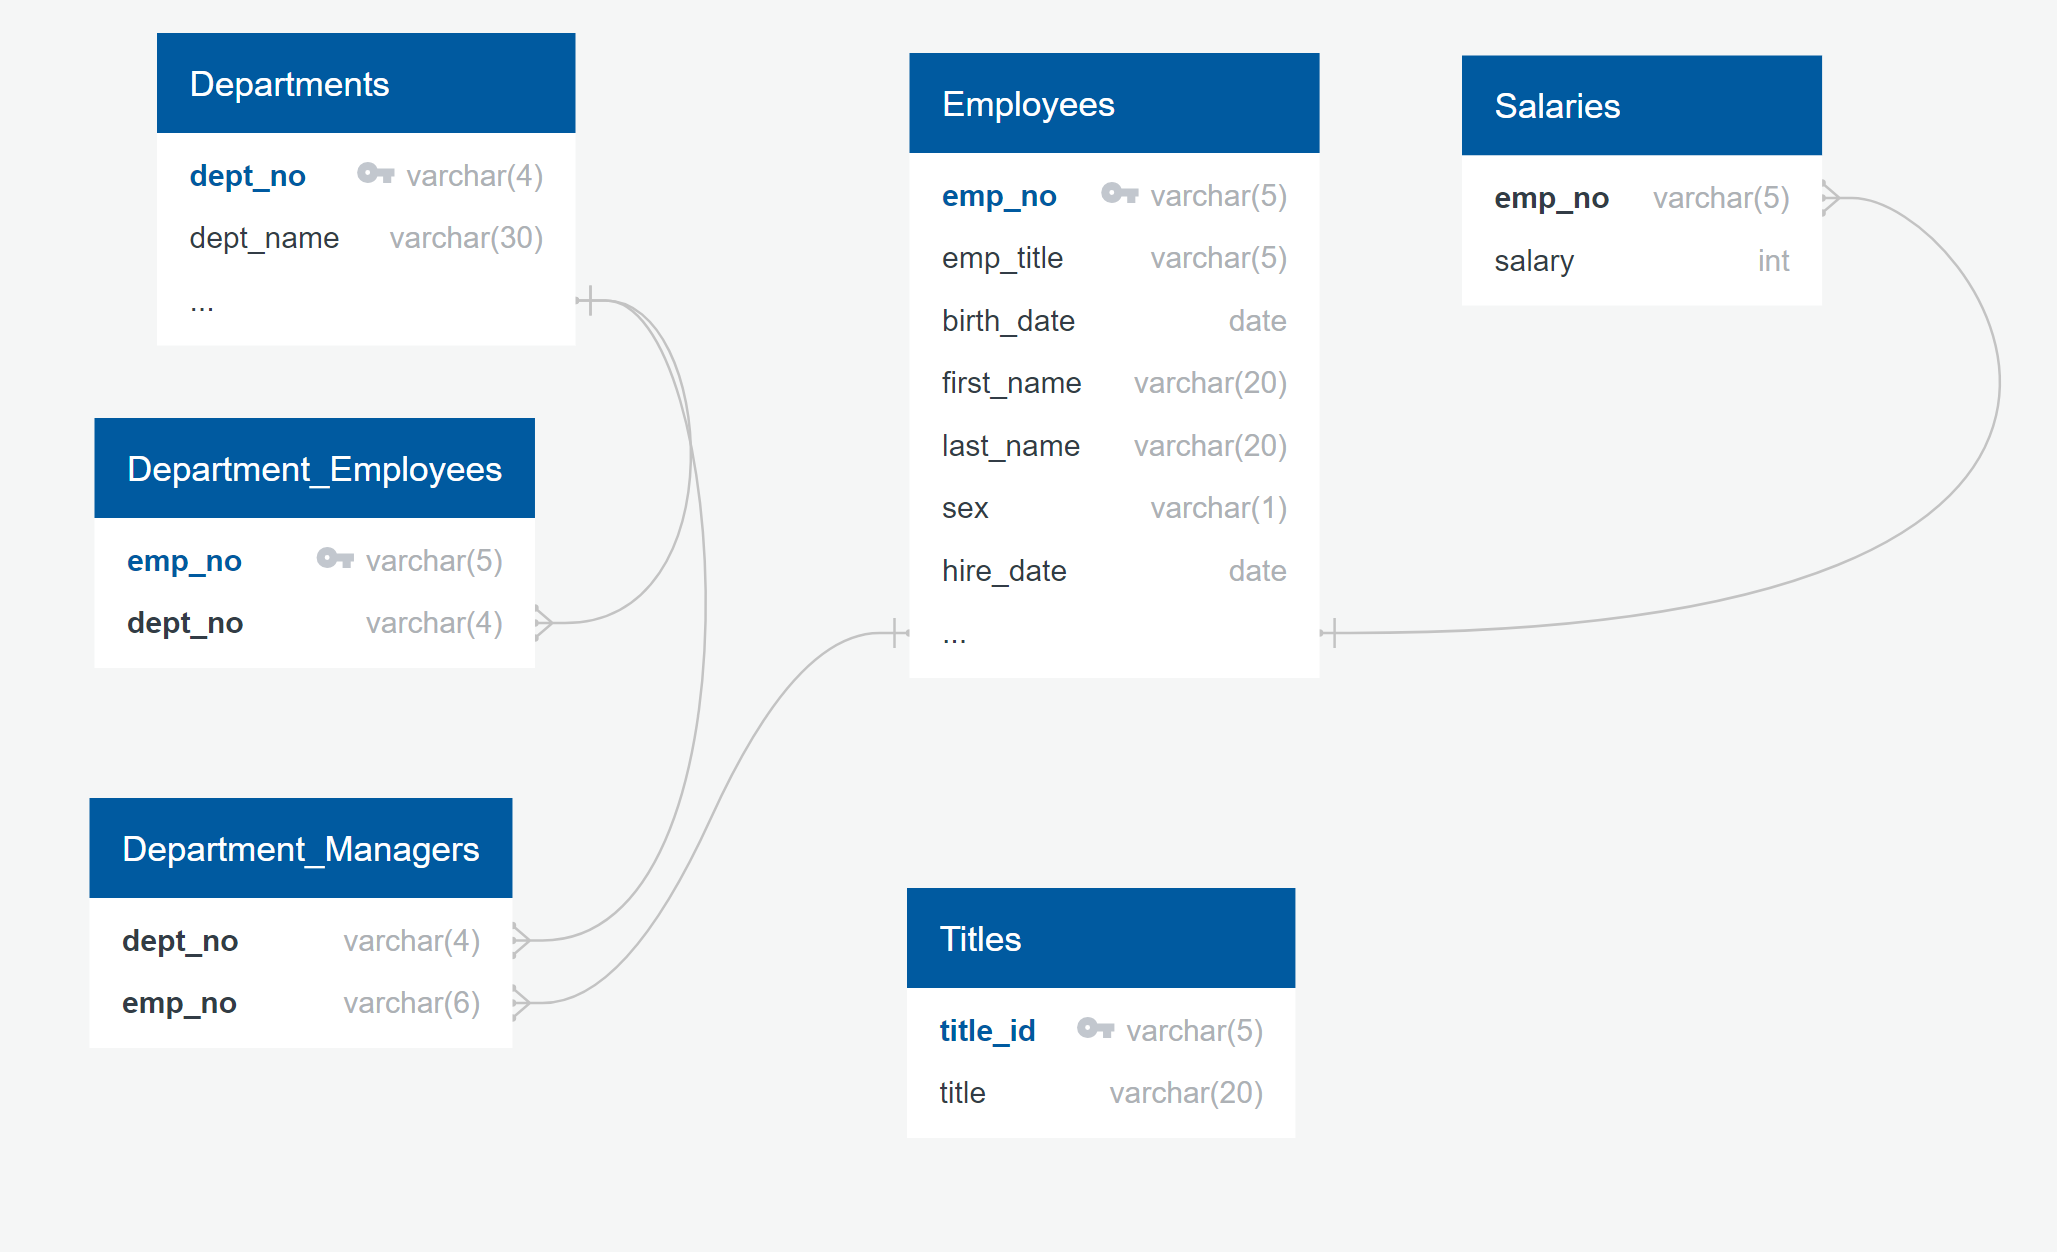 Departments
dept_no varchar(4)
dept_name varchar(30)
...
Department_Employees
emp_no varchar(5)
dept_no varchar(4)
Department_Managers
dept_no varchar(4)
emp_no varchar(6)
Employees
emp_no varchar(5)
emp_title varchar(5)
birth_date date
first_name varchar(20)
last_name varchar(20)
sex varchar(1)
hire_date date
...
Titles
title_id varchar(5)
title varchar(20)
Salaries
emp_no varchar(5)
salary int